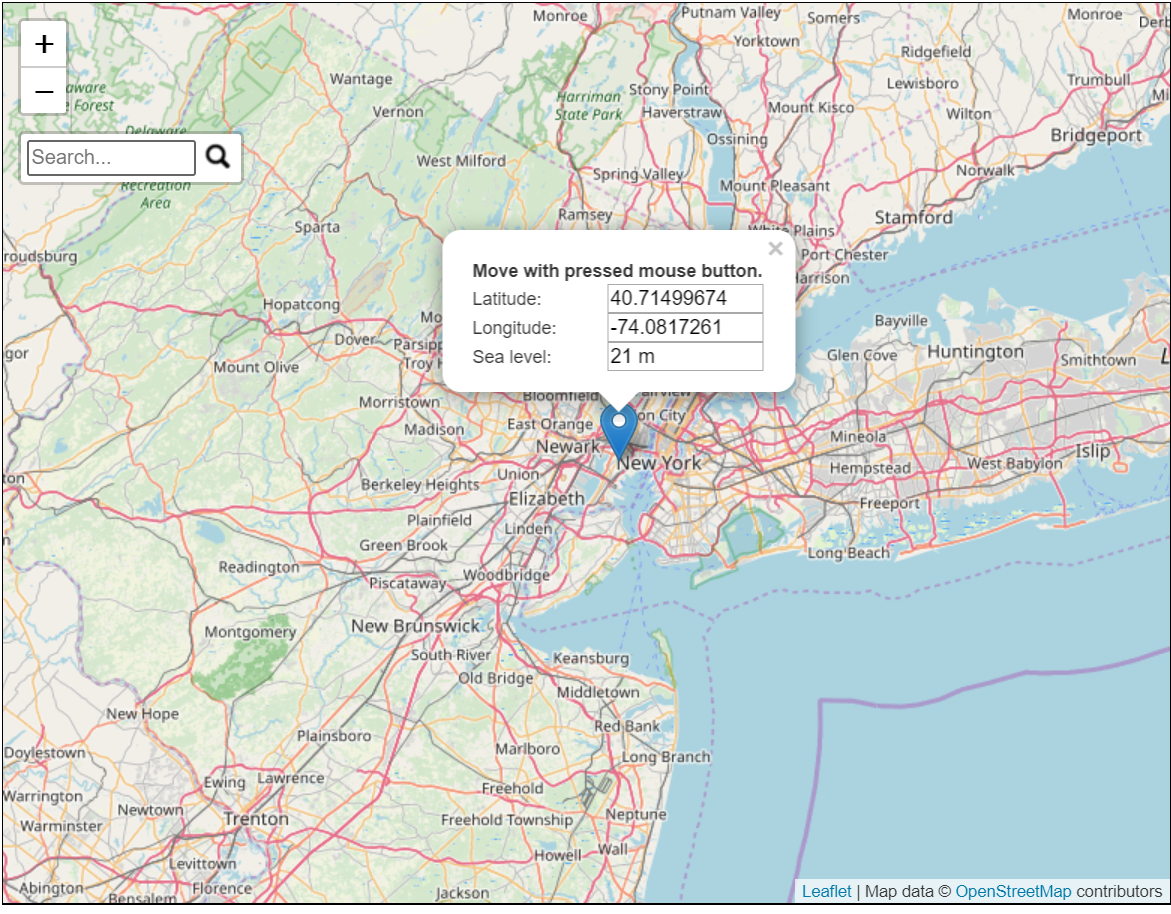 Monroe
Putnam Valley
Somers
Monroe
Yorktown
Ridgefield
+
Wantage
Stony Point
Lewisboro
Trumbull
−
aware
e Forest
Vernon
Harriman
State Park
Haverstraw
Mount Kisco
Wilton
Delaware
Ossining
Bridgeport
Search...
West Milford
Spring Valley
Mount Pleasant
Norwalk
Recreation
Area
Sparta
Ramsey
White Plains
Stamford
roudsburg
Port Chester
Harrison
×
Move with pressed mouse button.
Latitude: 40.71499674
Longitude: -74.0817261
Sea level: 21 m
Hopatcong
Mo
Bayville
Dover
Parsipp
Glen Cove
Huntington
gor
Mount Olive
Troy H
Smithtown
L
Morristown
Bloomfield
airview
East Orange
on City
Madison
Newark
Mineola
New York
Islip
ton
Union
Hempstead
West Babylon
Berkeley Heights
Elizabeth
Freeport
Plainfield
Linden
Green Brook
Long Beach
Readington
Woodbridge
Piscataway
Montgomery
New Brunswick
South River
Keansburg
Old Bridge
Middletown
New Hope
Red Bank
Plainsboro
Marlboro
Long Branch
Doylestown
Ewing
Lawrence
Freehold
Warrington
Newtown
Neptune
Warminster
Trenton
Freehold Township
Howell
Wall
Levittown
Abington
Florence
Jackson
Bensalem
Leaflet | Map data © OpenStreetMap contributors